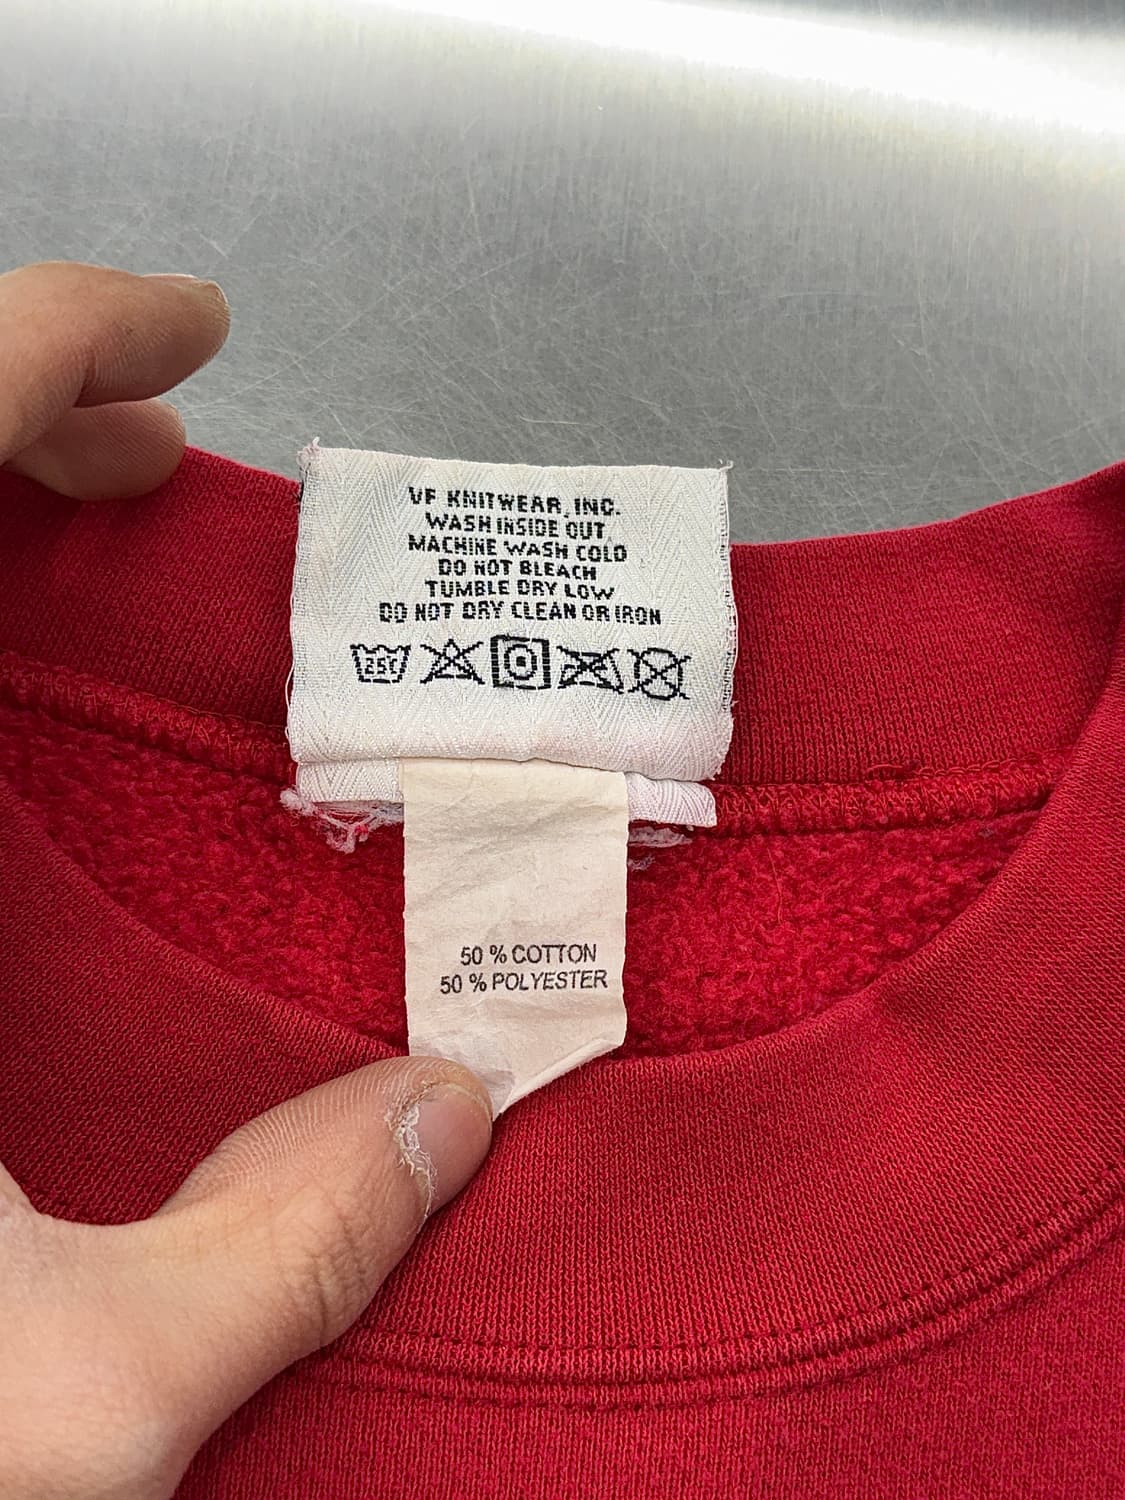 VF KNITWEAR, INC.
WASH INSIDE OUT
MACHINE WASH COLD
DO NOT BLEACH
TUMBLE DRY LOW
DO NOT DRY CLEAN OR IRON
25C
50 % COTTON
50 % POLYESTER